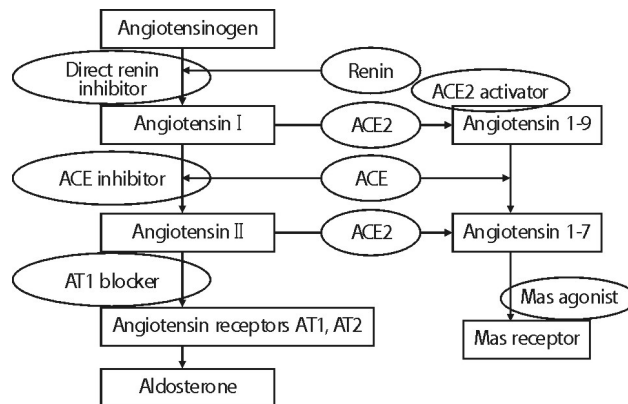 Angiotensinogen
Direct renin
inhibitor
Renin
ACE2 activator
Angiotensin I
ACE2
Angiotensin 1-9
ACE inhibitor
ACE
Angiotensin II
ACE2
Angiotensin 1-7
AT1 blocker
Mas agonist
Angiotensin receptors AT1, AT2
Mas receptor
Aldosterone